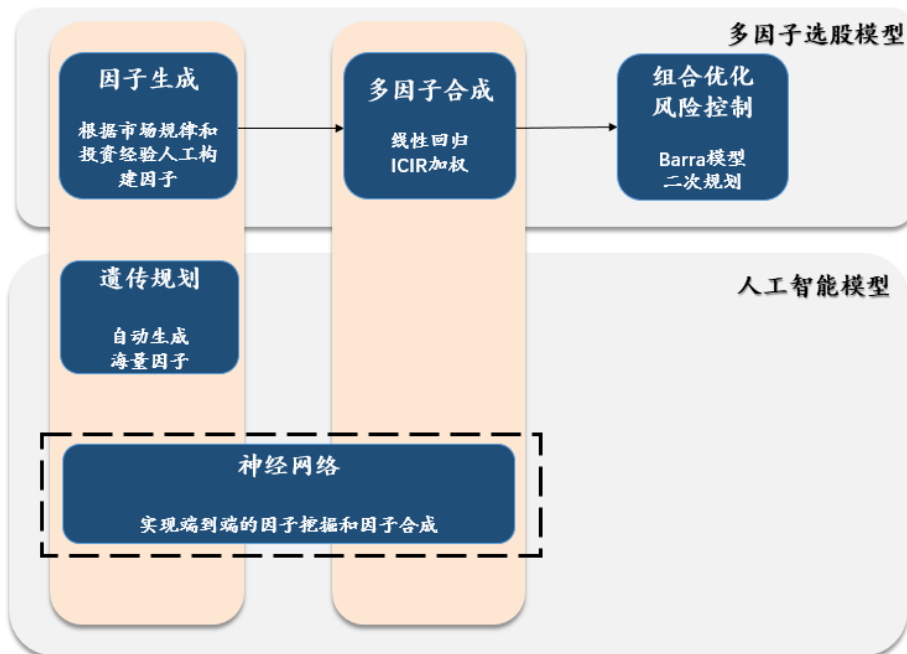 多因子选股模型
因子生成
根据市场规律和
投资经验人工构
建因子
多因子合成
线性回归
ICIR加权
组合优化
风险控制
Barra模型
二次规划
人工智能模型
遗传规划
自动生成
海量因子
神经网络
实现端到端的因子挖掘和因子合成